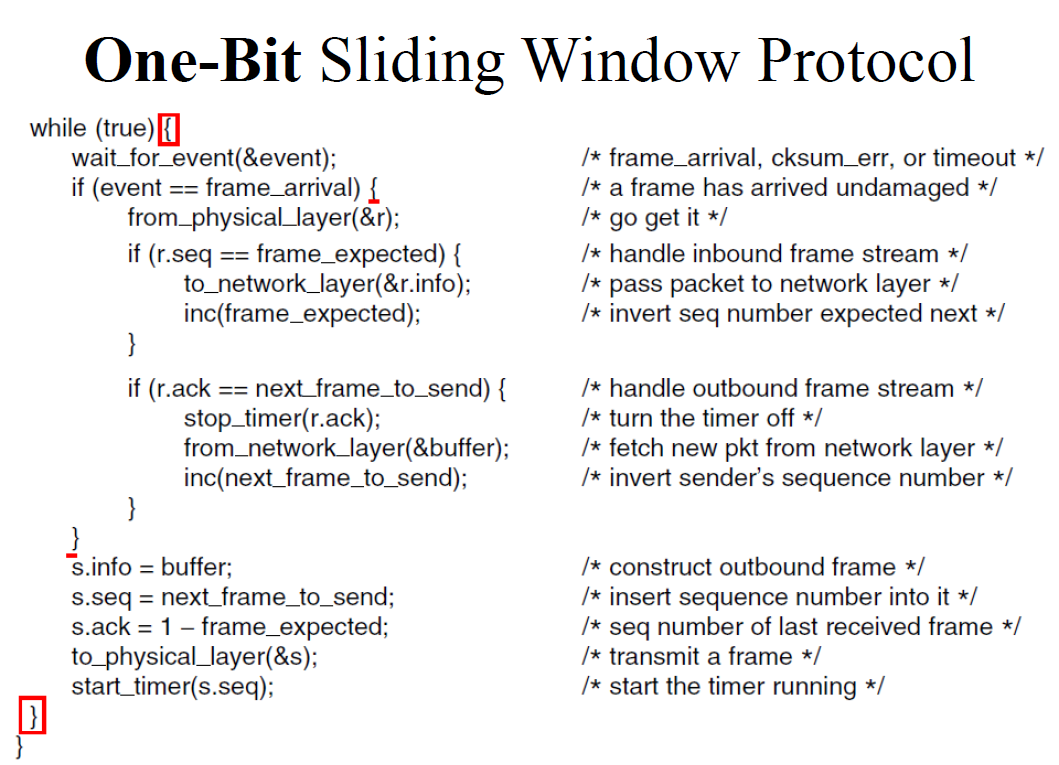 One-Bit Sliding Window Protocol
while (true) {
wait_for_event(&event); /* frame_arrival, cksum_err, or timeout */
if (event == frame_arrival) { /* a frame has arrived undamaged */
from_physical_layer(&r); /* go get it */
if (r.seq == frame_expected) { /* handle inbound frame stream */
to_network_layer(&r.info); /* pass packet to network layer */
inc(frame_expected); /* invert seq number expected next */
}
if (r.ack == next_frame_to_send) { /* handle outbound frame stream */
stop_timer(r.ack); /* turn the timer off */
from_network_layer(&buffer); /* fetch new pkt from network layer */
inc(next_frame_to_send); /* invert sender's sequence number */
}
}
s.info = buffer; /* construct outbound frame */
s.seq = next_frame_to_send; /* insert sequence number into it */
s.ack = 1 – frame_expected; /* seq number of last received frame */
to_physical_layer(&s); /* transmit a frame */
start_timer(s.seq); /* start the timer running */
}
}